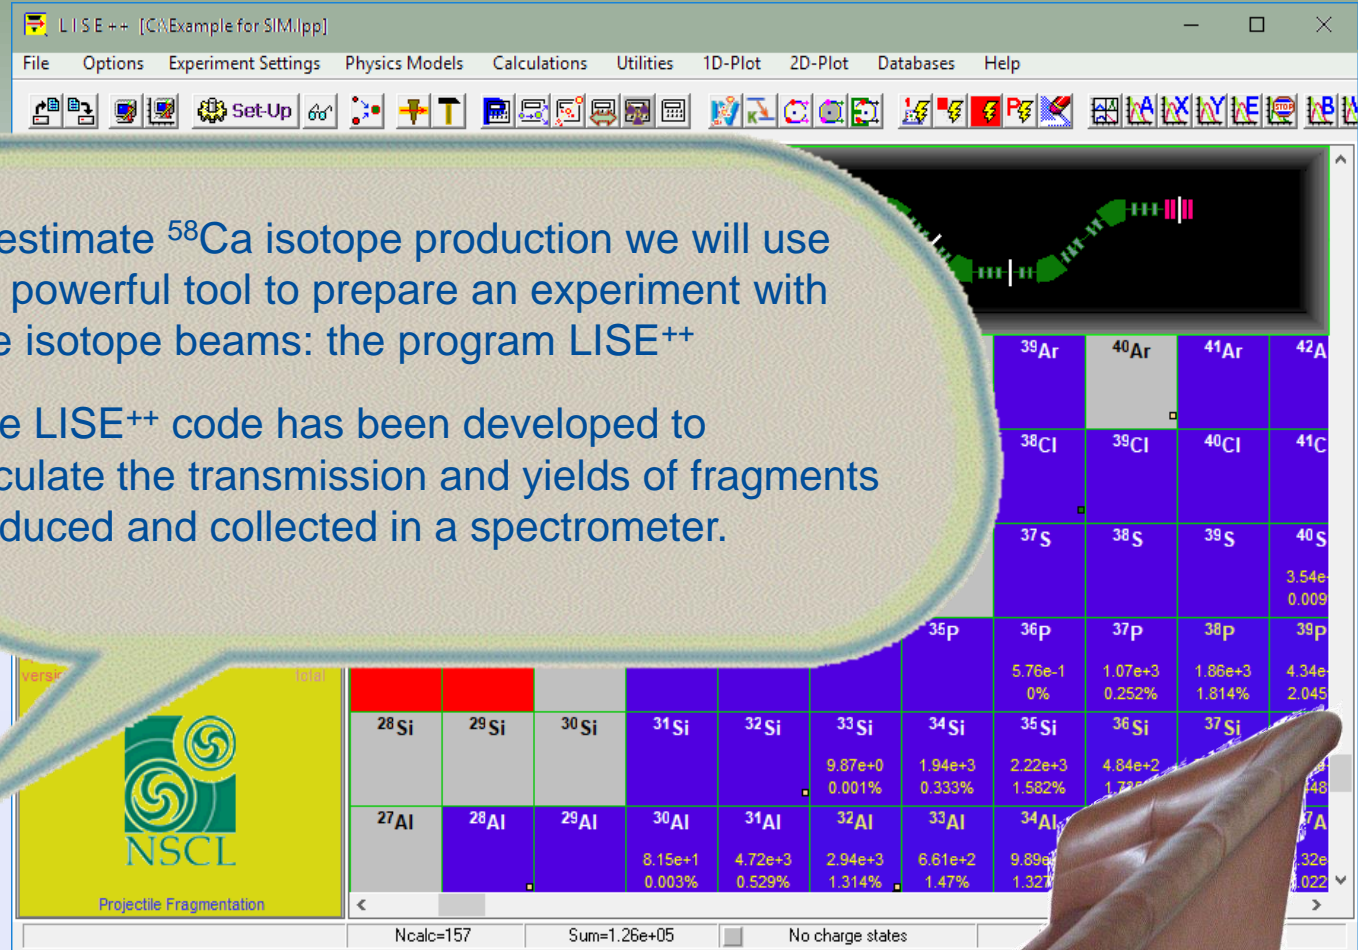 LISE++ [C:\Example for SIM.lpp]
File Options Experiment Settings Physics Models Calculations Utilities 1D-Plot 2D-Plot Databases Help
Set-Up
estimate ⁵⁸Ca isotope production we will use
powerful tool to prepare an experiment with
isotope beams: the program LISE⁺⁺
LISE⁺⁺ code has been developed to
the transmission and yields of fragments
and collected in a spectrometer.
³⁹Ar ⁴⁰Ar ⁴¹Ar
³⁸Cl ³⁹Cl ⁴⁰Cl
³⁷S ³⁸S ³⁹S ⁴⁰S
³⁵P ³⁶P ³⁷P ³⁸P ³⁹P
5.76e-1 1.07e+3 1.86e+3
0% 0.252% 1.814%
total
²⁸Si ²⁹Si ³⁰Si ³¹Si ³²Si ³³Si ³⁴Si ³⁵Si ³⁶Si ³⁷Si
9.87e+0 1.94e+3 2.22e+3 4.84e+2
0.001% 0.333% 1.582%
²⁷Al ²⁸Al ²⁹Al ³⁰Al ³¹Al ³²Al ³³Al ³⁴Al
8.15e+1 4.72e+3 2.94e+3 6.61e+2
0.003% 0.529% 1.314% 1.47%
NSCL
Projectile Fragmentation
Ncalc=157 Sum=1.26e+05 No charge states